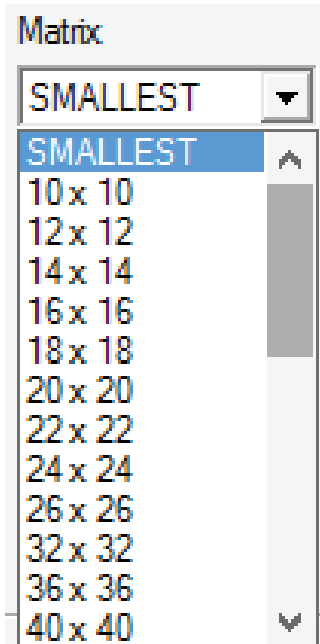 Matrix
SMALLEST
SMALLEST
10 x 10
12 x 12
14 x 14
16 x 16
18 x 18
20 x 20
22 x 22
24 x 24
26 x 26
32 x 32
36 x 36
40 x 40